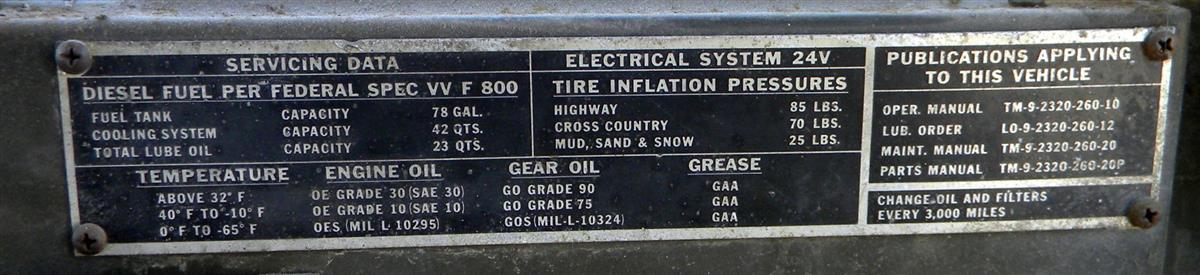 SERVICING DATA
DIESEL FUEL PER FEDERAL SPEC VV F 800
FUEL TANK CAPACITY 78 GAL.
COOLING SYSTEM CAPACITY 42 QTS.
TOTAL LUBE OIL CAPACITY 23 QTS.
ELECTRICAL SYSTEM 24V
TIRE INFLATION PRESSURES
HIGHWAY 85 LBS.
CROSS COUNTRY 70 LBS.
MUD, SAND & SNOW 25 LBS.
TEMPERATURE ENGINE OIL GEAR OIL GREASE
ABOVE 32° F OE GRADE 30 (SAE 30) GO GRADE 90 GAA
40° F TO -10° F OE GRADE 10 (SAE 10) GO GRADE 75 GAA
0° F TO -65° F OES (MIL L-10295) GOS (MIL-L-10324) GAA
PUBLICATIONS APPLYING
TO THIS VEHICLE
OPER. MANUAL TM-9-2320-260-10
LUB. ORDER LO-9-2320-260-12
MAINT. MANUAL TM-9-2320-260-20
PARTS MANUAL TM-9-2320-260-20P
CHANGE OIL AND FILTERS
EVERY 3,000 MILES